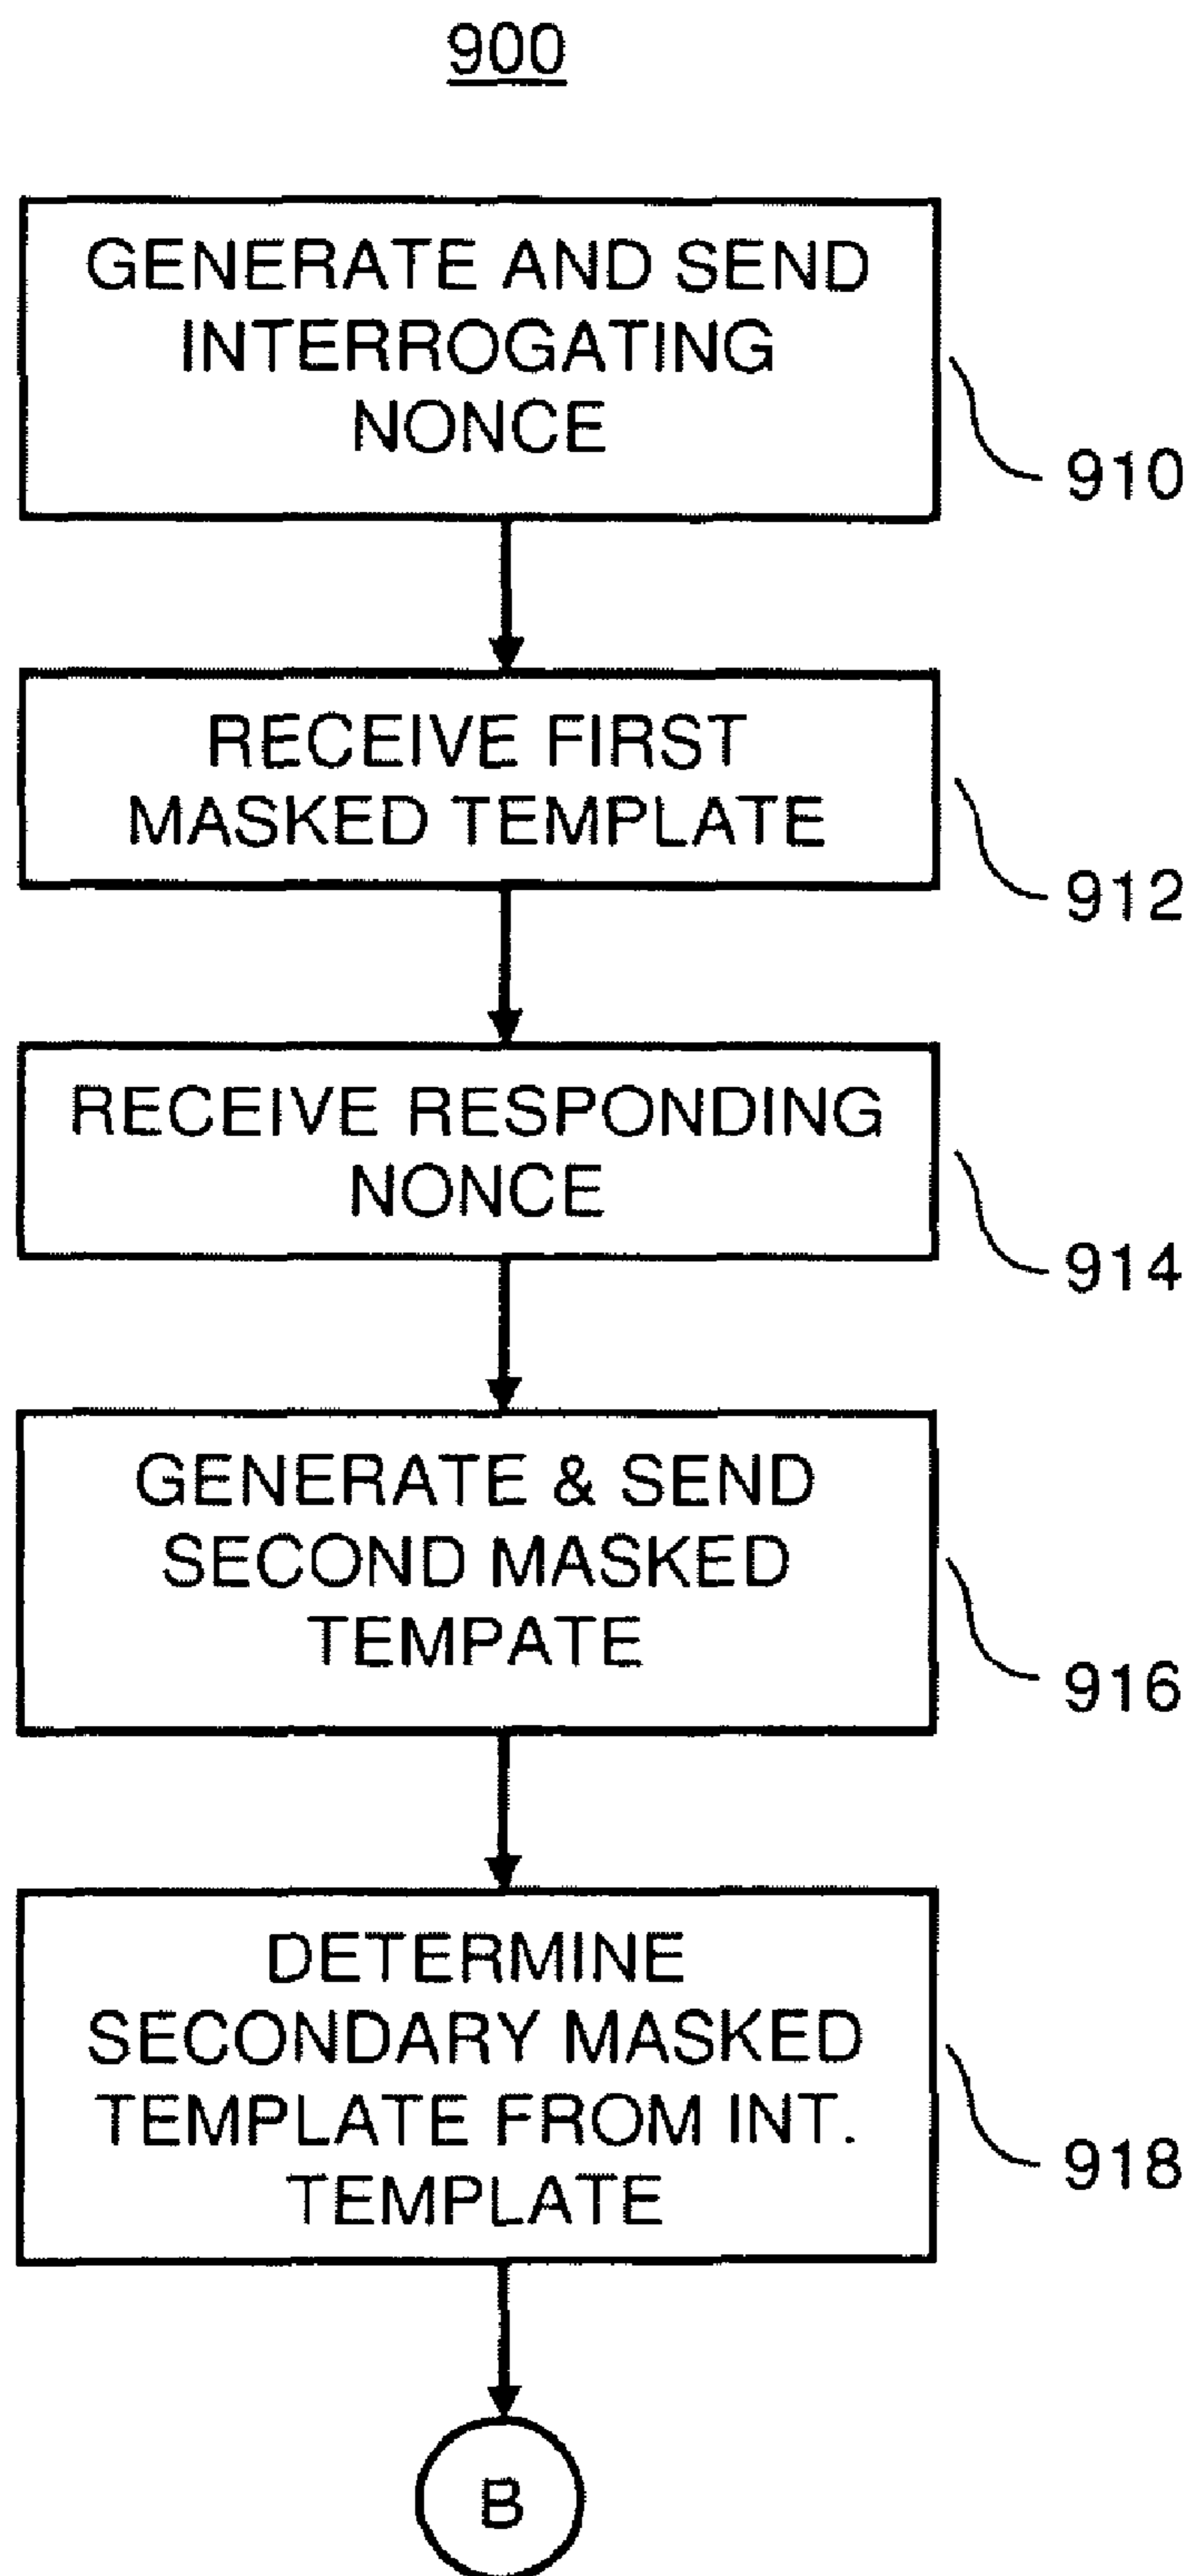 900
GENERATE AND SEND
INTERROGATING
NONCE
910
RECEIVE FIRST
MASKED TEMPLATE
912
RECEIVE RESPONDING
NONCE
914
GENERATE & SEND
SECOND MASKED
TEMPATE
916
DETERMINE
SECONDARY MASKED
TEMPLATE FROM INT.
TEMPLATE
918
B